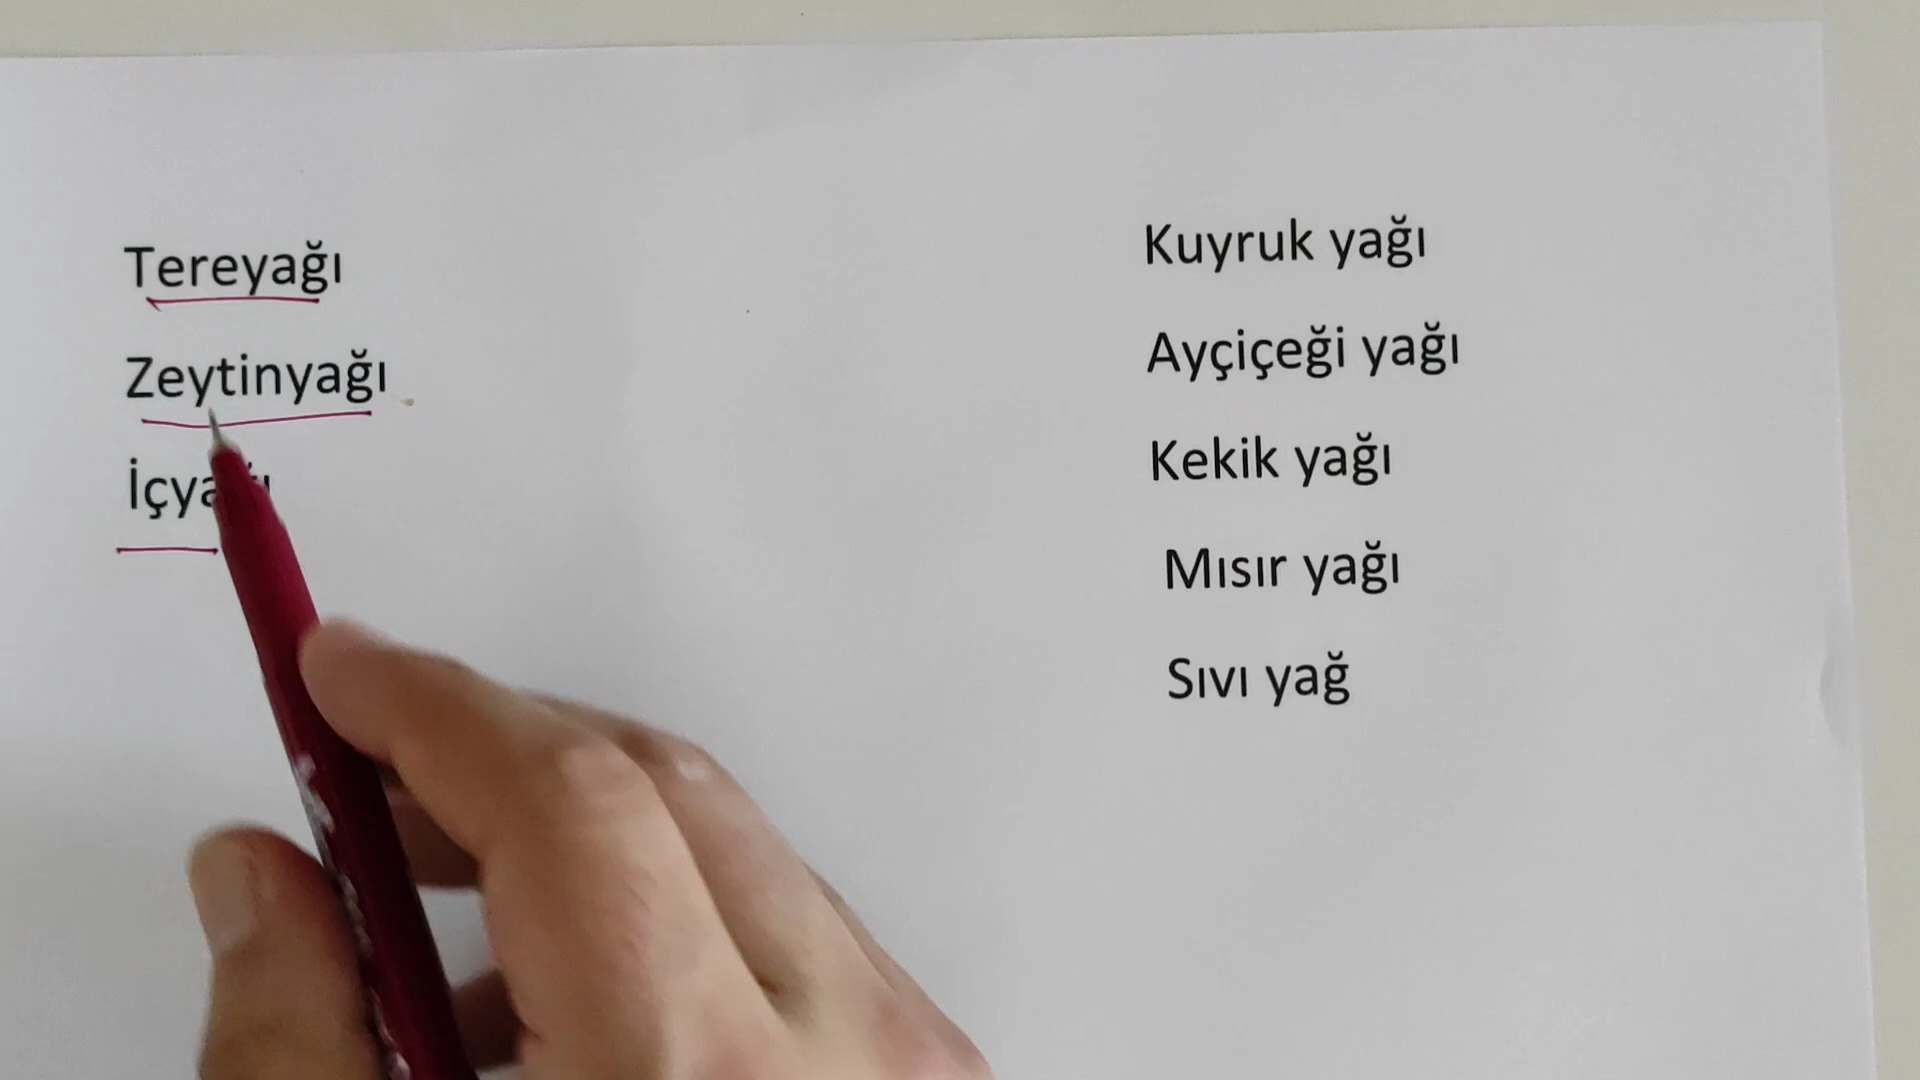 Tereyağı
Zeytinyağı
Kuyruk yağı
Ayçiçeği yağı
Kekik yağı
Mısır yağı
Sıvı yağ